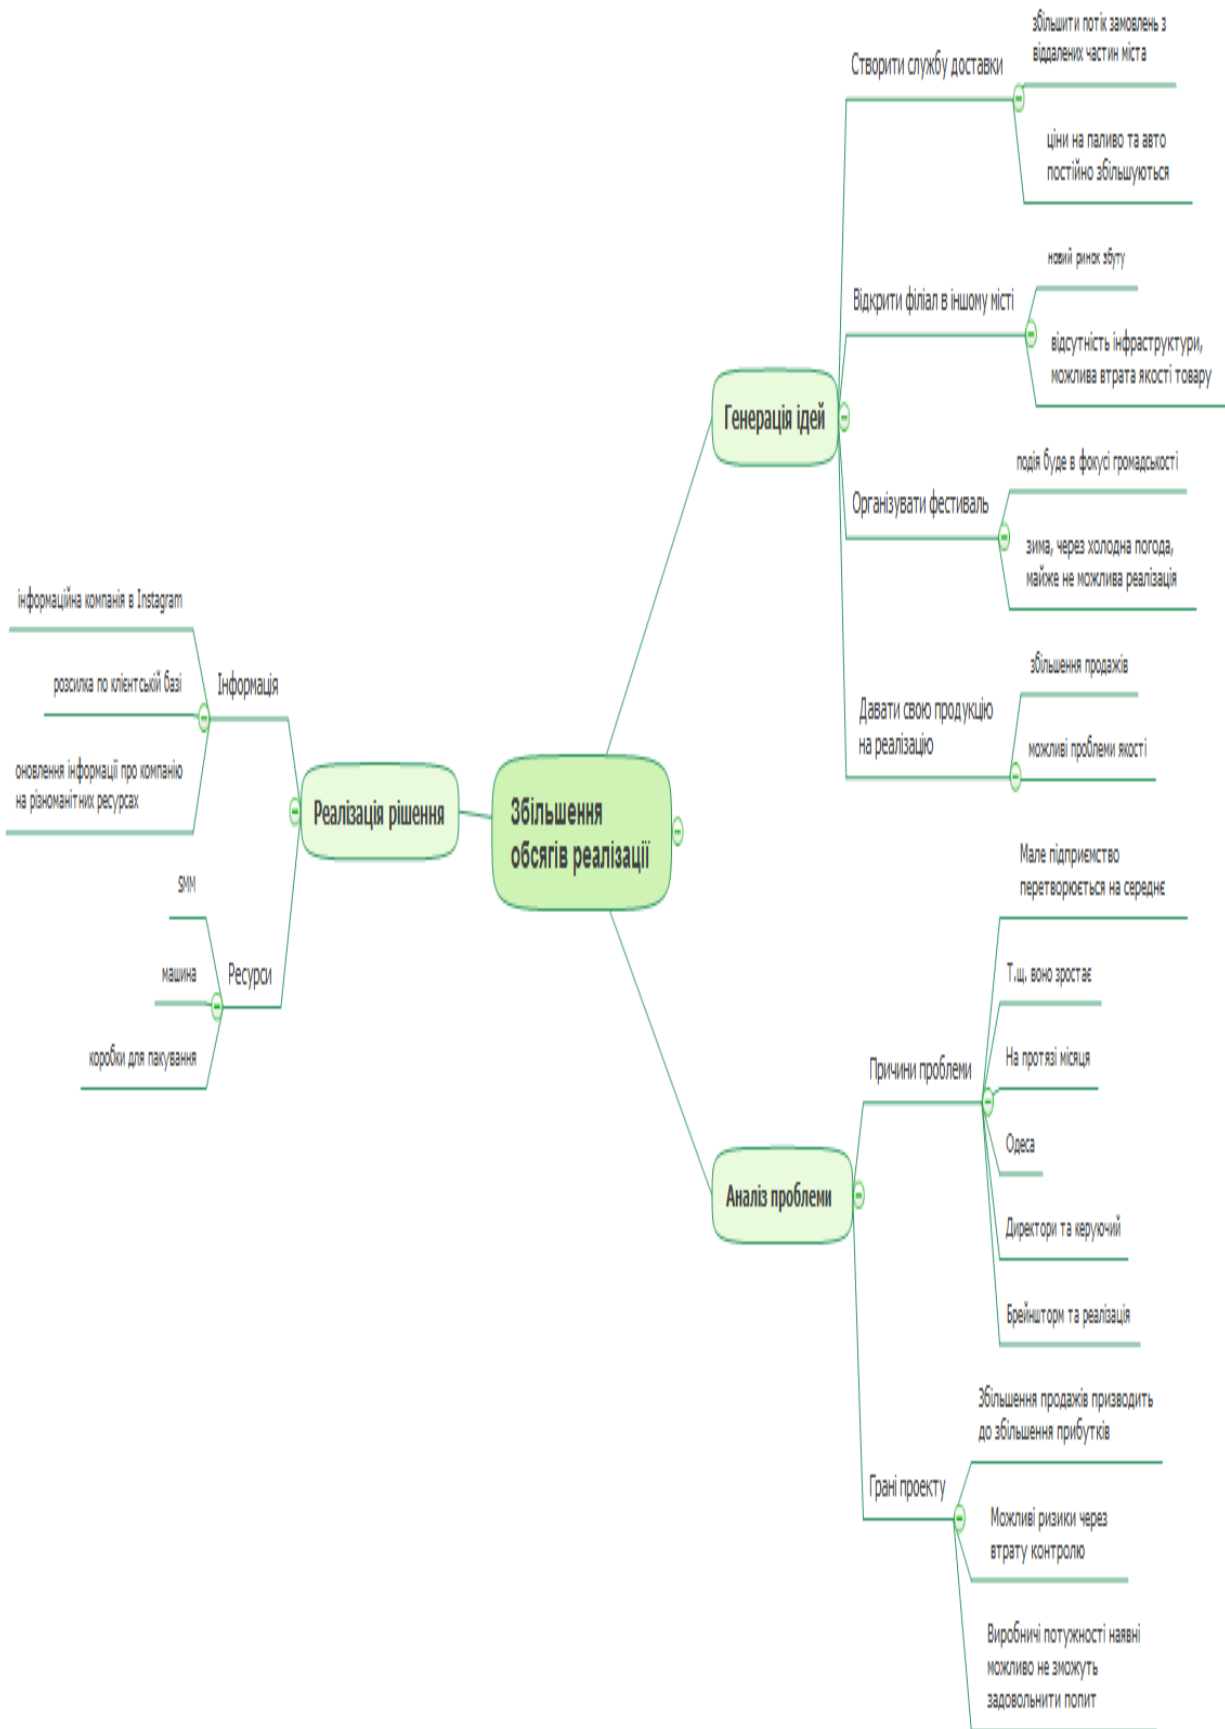 Збільшення
обсягів реалізації
Генерація ідей
Створити службу доставки
збільшити потік замовлень з
віддалених частин міста
ціни на паливо та авто
постійно збільшуються
Відкрити філіал в іншому місті
новий ринок збуту
відсутність інфраструктури,
можлива втрата якості товару
Організувати фестиваль
подія буде в фокусі громадськості
зима, через холодна погода,
майже не можлива реалізація
Давати свою продукцію
на реалізацію
збільшення продажів
можливі проблеми якості
Аналіз проблеми
Причини проблеми
Мале підприємство
перетворюється на середнє
Т.щ. воно зростає
На протязі місяця
Одеса
Директори та керуючий
Брейншторм та реалізація
Грані проекту
Збільшення продажів призводить
до збільшення прибутків
Можливі ризики через
втрату контролю
Виробничі потужності наявні
можливо не зможуть
задовольнити попит
Реалізація рішення
Інформація
інформаційна компанія в Instagram
розсилка по клієнтській базі
оновлення інформації про компанію
на різноманітних ресурсах
Ресурси
SMM
машина
коробки для пакування